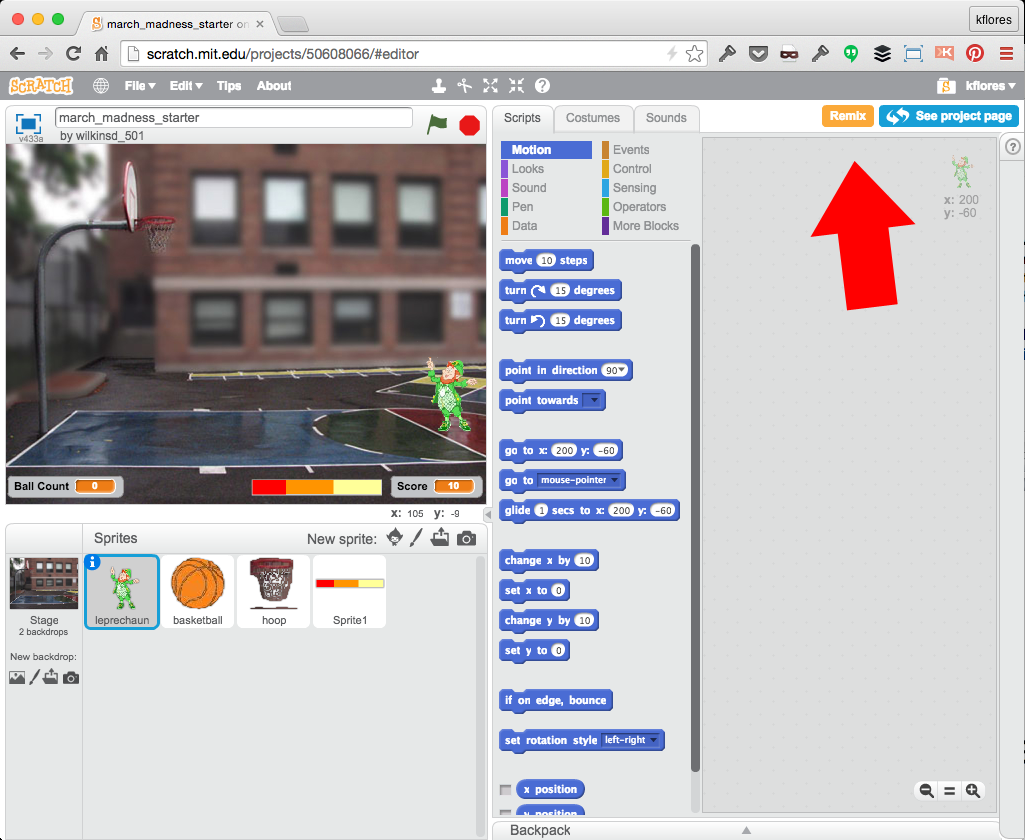 march_madness_starter on
kflores
scratch.mit.edu/projects/50608066/#editor
SCRATCH
File Edit Tips About
kflores
v433a
march_madness_starter
by wilkinsd_501
Scripts Costumes Sounds
Remix
See project page
Motion Events
Looks Control
Sound Sensing
Pen Operators
Data More Blocks
x: 200
y: -60
move 10 steps
turn 15 degrees
turn 15 degrees
point in direction 90
point towards
go to x: 200 y: -60
go to mouse-pointer
glide 1 secs to x: 200 y: -60
change x by 10
set x to 0
change y by 10
set y to 0
if on edge, bounce
set rotation style left-right
x position
y position
Ball Count 0
Score 10
x: 105 y: -9
Sprites
New sprite:
Stage
2 backdrops
New backdrop:
leprechaun
basketball
hoop
Sprite1
Backpack